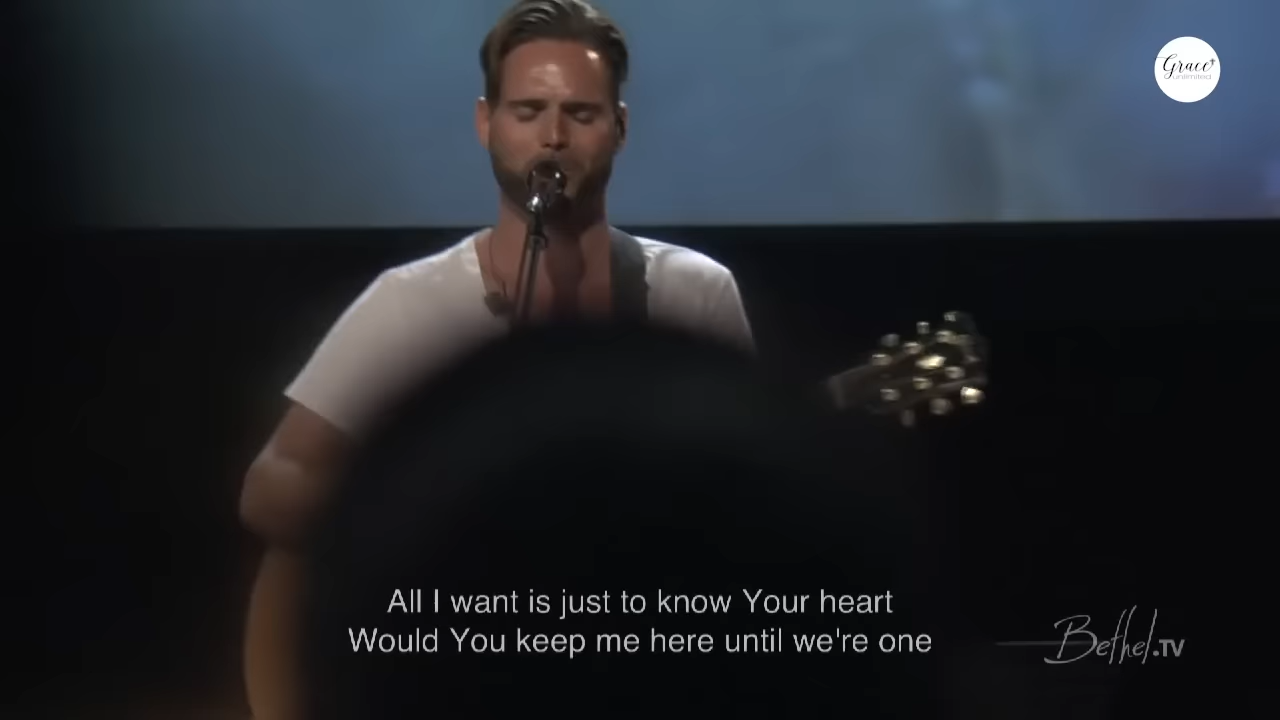 Grace
unlimited
All I want is just to know Your heart
Would You keep me here until we're one
Bethel.TV